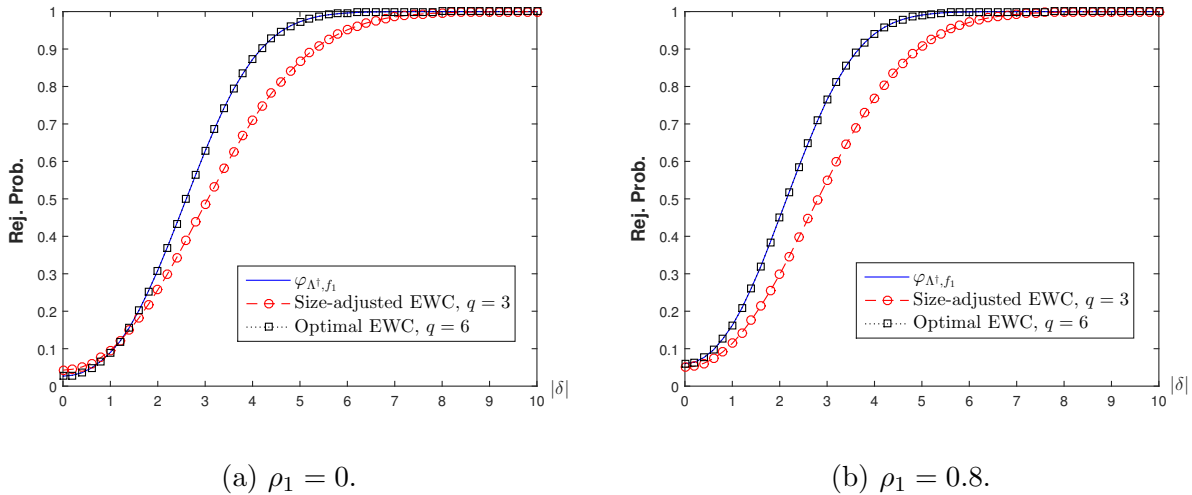 1
0.9
0.8
0.7
0.6
0.5
0.4
0.3
0.2
0.1
0
Rej. Prob.
φ_{Λ†,f₁}
Size-adjusted EWC, q = 3
Optimal EWC, q = 6
0 1 2 3 4 5 6 7 8 9 10
|δ|
(a) ρ₁ = 0.
1
0.9
0.8
0.7
0.6
0.5
0.4
0.3
0.2
0.1
0
Rej. Prob.
φ_{Λ†,f₁}
Size-adjusted EWC, q = 3
Optimal EWC, q = 6
0 1 2 3 4 5 6 7 8 9 10
|δ|
(b) ρ₁ = 0.8.